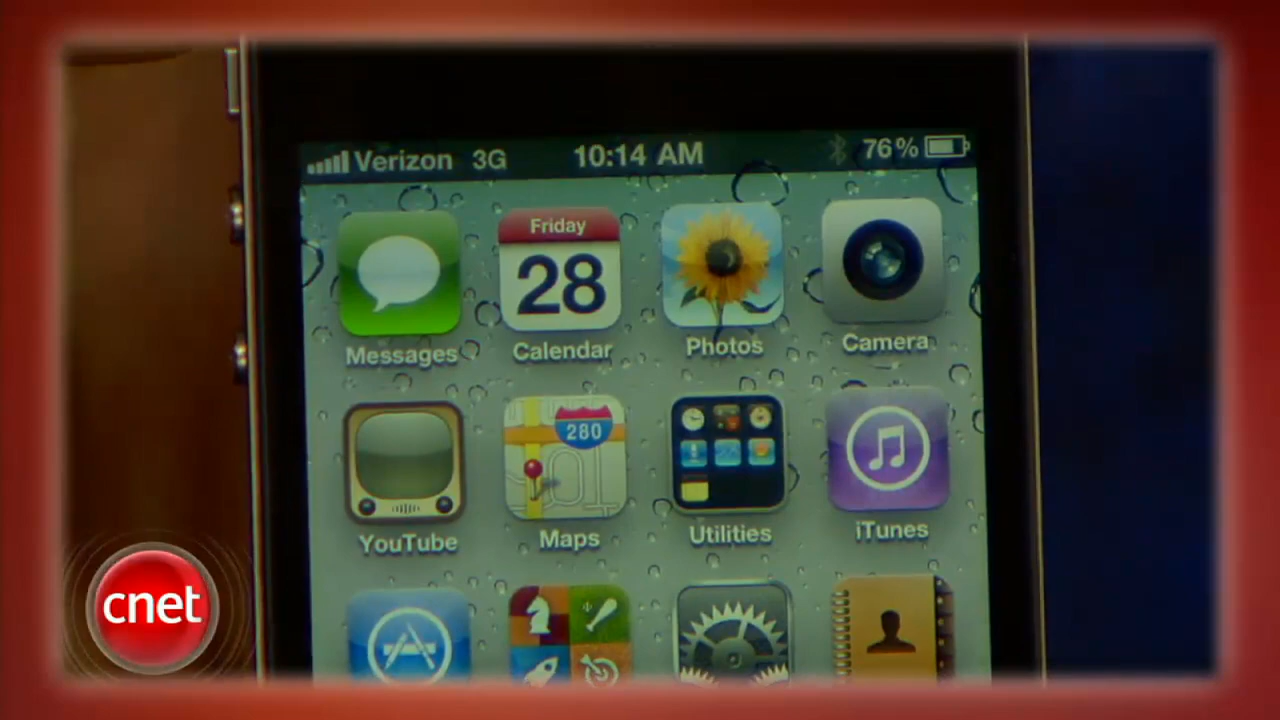 Verizon 3G 10:14 AM 76%
Friday
28
Messages Calendar Photos Camera
280
YouTube Maps Utilities iTunes
cnet